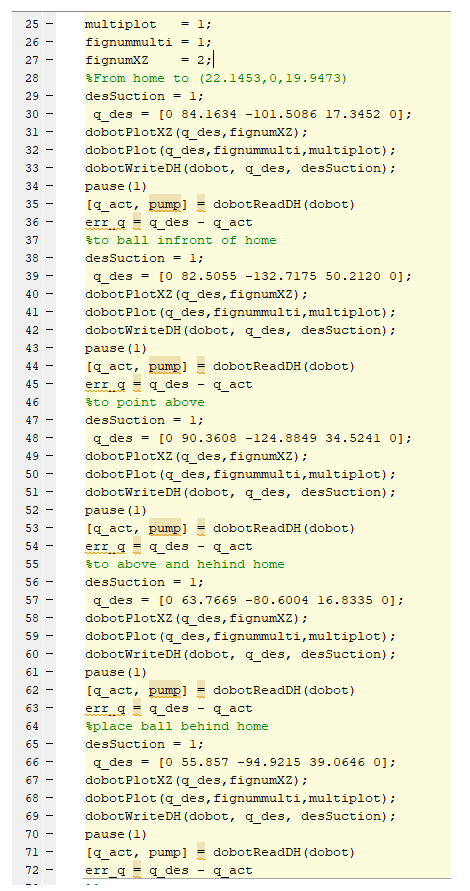 25 - multiplot   = 1;
26 - fignummulti = 1;
27 - fignumXZ    = 2;
28 %From home to (22.1453,0,19.9473)
29 - desSuction = 1;
30 - q_des = [0 84.1634 -101.5086 17.3452 0];
31 - dobotPlotXZ(q_des,fignumXZ);
32 - dobotPlot(q_des,fignummulti,multiplot);
33 - dobotWriteDH(dobot, q_des, desSuction);
34 - pause(1)
35 - [q_act, pump] = dobotReadDH(dobot)
36 - err_q = q_des - q_act
37 %to ball infront of home
38 - desSuction = 1;
39 - q_des = [0 82.5055 -132.7175 50.2120 0];
40 - dobotPlotXZ(q_des,fignumXZ);
41 - dobotPlot(q_des,fignummulti,multiplot);
42 - dobotWriteDH(dobot, q_des, desSuction);
43 - pause(1)
44 - [q_act, pump] = dobotReadDH(dobot)
45 - err_q = q_des - q_act
46 %to point above
47 - desSuction = 1;
48 - q_des = [0 90.3608 -124.8849 34.5241 0];
49 - dobotPlotXZ(q_des,fignumXZ);
50 - dobotPlot(q_des,fignummulti,multiplot);
51 - dobotWriteDH(dobot, q_des, desSuction);
52 - pause(1)
53 - [q_act, pump] = dobotReadDH(dobot)
54 - err_q = q_des - q_act
55 %to above and hehind home
56 - desSuction = 1;
57 - q_des = [0 63.7669 -80.6004 16.8335 0];
58 - dobotPlotXZ(q_des,fignumXZ);
59 - dobotPlot(q_des,fignummulti,multiplot);
60 - dobotWriteDH(dobot, q_des, desSuction);
61 - pause(1)
62 - [q_act, pump] = dobotReadDH(dobot)
63 - err_q = q_des - q_act
64 %place ball behind home
65 - desSuction = 1;
66 - q_des = [0 55.857 -94.9215 39.0646 0];
67 - dobotPlotXZ(q_des,fignumXZ);
68 - dobotPlot(q_des,fignummulti,multiplot);
69 - dobotWriteDH(dobot, q_des, desSuction);
70 - pause(1)
71 - [q_act, pump] = dobotReadDH(dobot)
72 - err_q = q_des - q_act